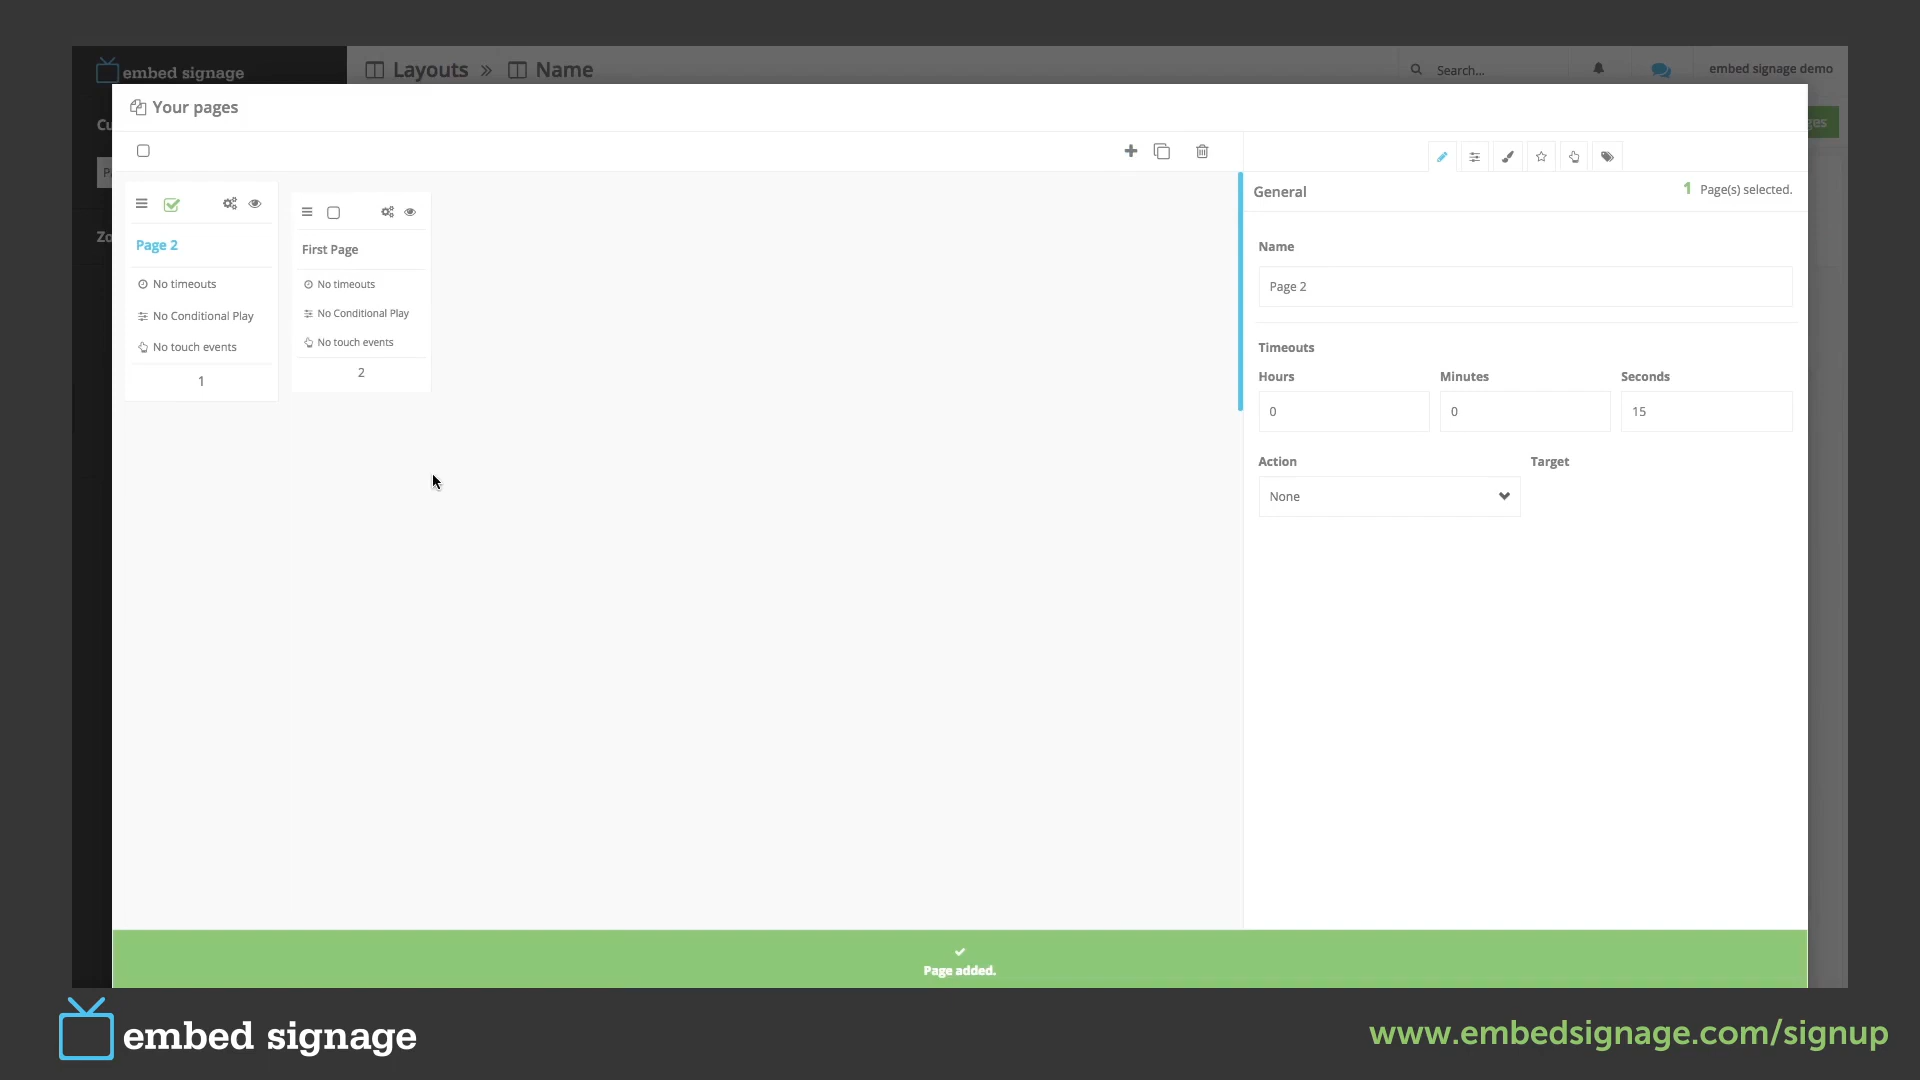 embed signage
Layouts » Name
Search...
embed signage demo
Your pages
Page 2
No timeouts
No Conditional Play
No touch events
1
First Page
No timeouts
No Conditional Play
No touch events
2
General
1 Page(s) selected.
Name
Page 2
Timeouts
Hours Minutes Seconds
0 0 15
Action Target
None
Page added.
embed signage
www.embedsignage.com/signup